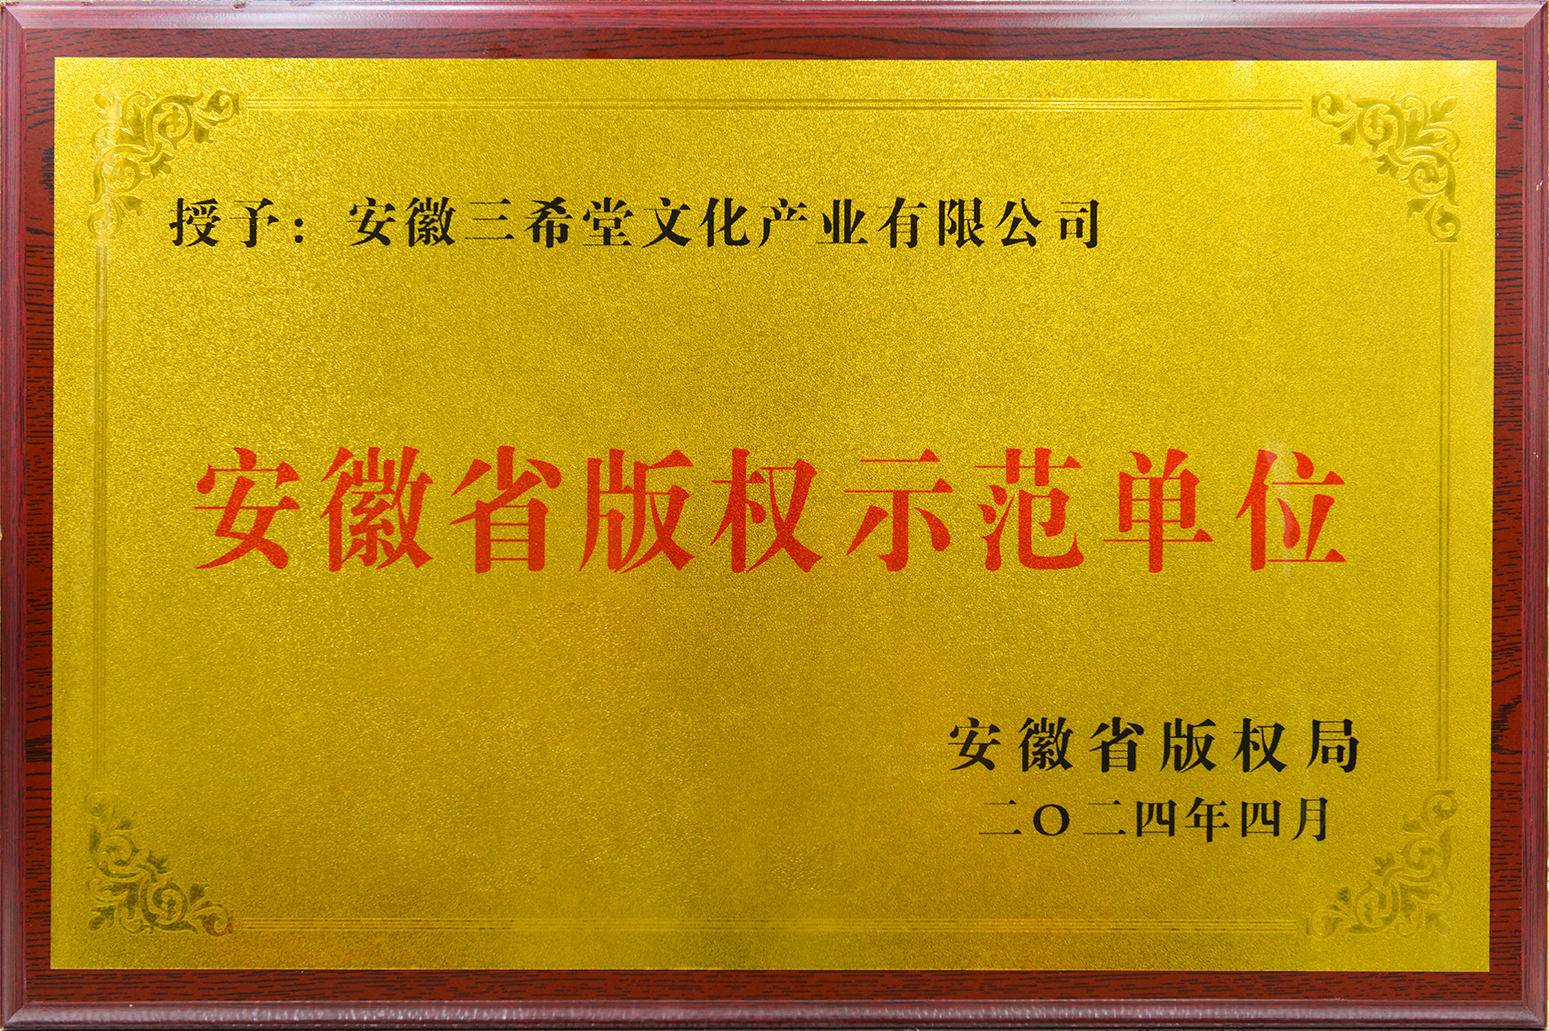 授予：安徽三希堂文化产业有限公司
安徽省版权示范单位
安徽省版权局
二〇二四年四月